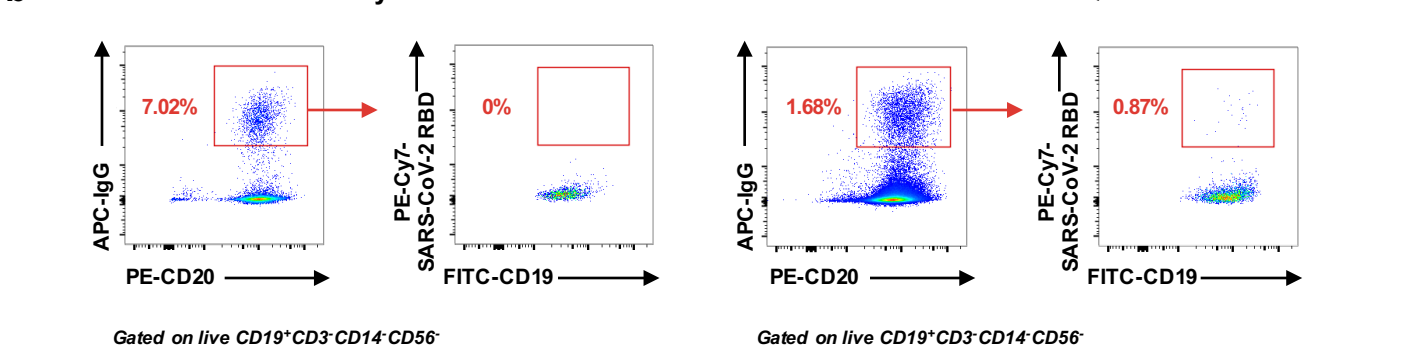 7.02%
APC-IgG
PE-CD20
0%
PE-Cy7-
SARS-CoV-2 RBD
FITC-CD19
Gated on live CD19+CD3-CD14-CD56-
1.68%
APC-IgG
PE-CD20
0.87%
PE-Cy7-
SARS-CoV-2 RBD
FITC-CD19
Gated on live CD19+CD3-CD14-CD56-